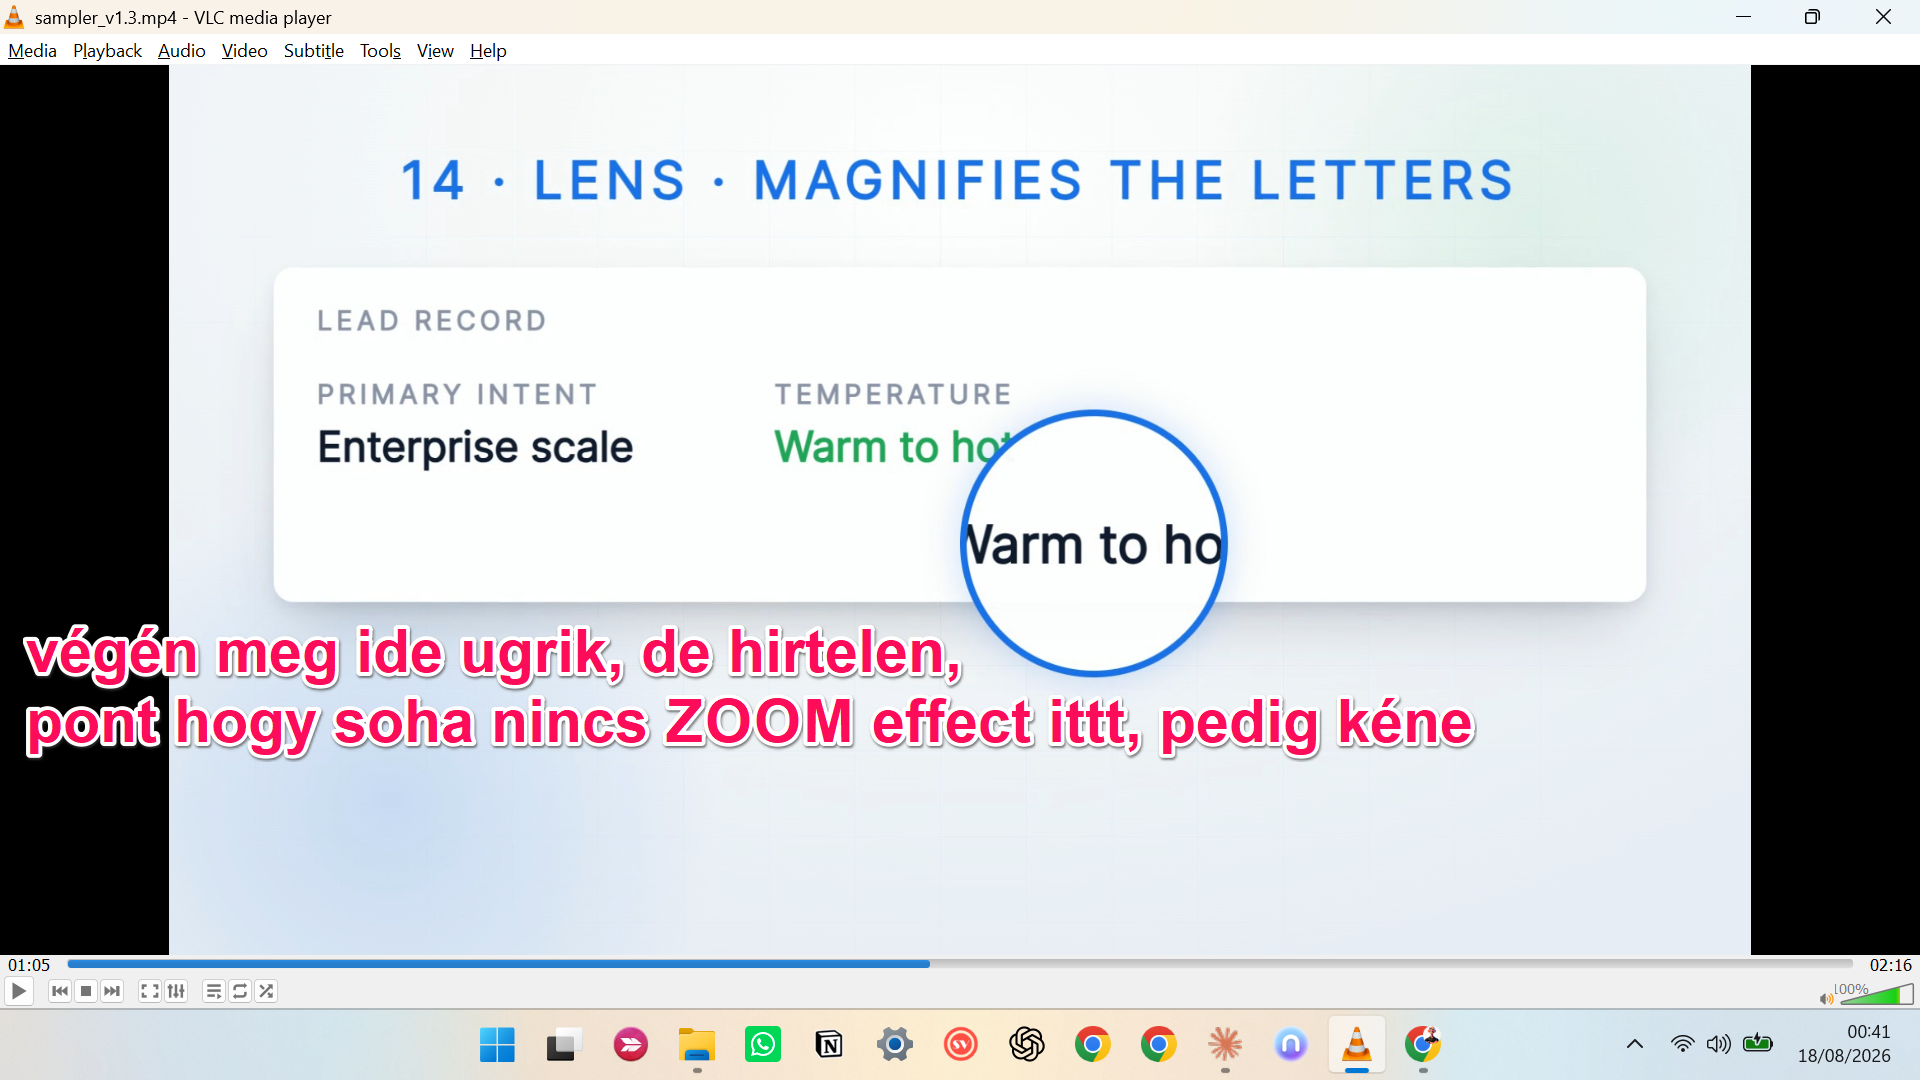 sampler_v1.3.mp4 - VLC media player
Media Playback Audio Video Subtitle Tools View Help
14 · LENS · MAGNIFIES THE LETTERS
LEAD RECORD
PRIMARY INTENT
Enterprise scale
TEMPERATURE
Warm to hot
Warm to ho
végén meg ide ugrik, de hirtelen,
pont hogy soha nincs ZOOM effect ittt, pedig kéne
01:05
02:16
100%
00:41
18/08/2026